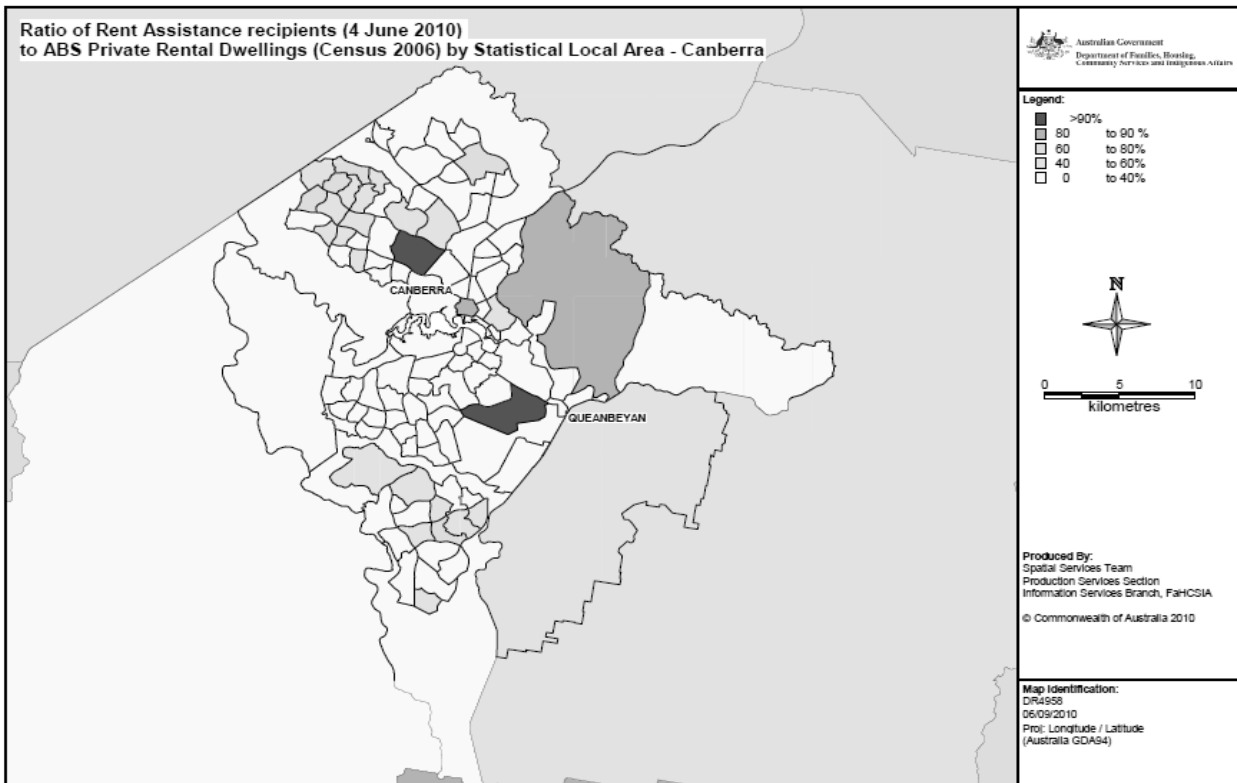 Ratio of Rent Assistance recipients (4 June 2010)
to ABS Private Rental Dwellings (Census 2006) by Statistical Local Area - Canberra
CANBERRA
QUEANBEYAN
Australian Government
Department of Families, Housing,
Community Services and Indigenous Affairs
Legend:
>90%
80 to 90 %
60 to 80%
40 to 60%
0 to 40%
N
0 5 10
kilometres
Produced By:
Spatial Services Team
Production Services Section
Information Services Branch, FaHCSIA
© Commonwealth of Australia 2010
Map Identification:
DR4958
06/09/2010
Proj: Longitude / Latitude
(Australia GDA94)